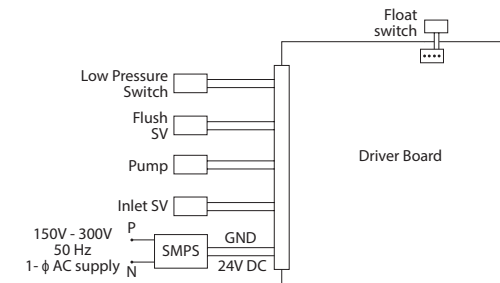 Float
switch
Low Pressure
Switch
Flush
SV
Driver Board
Pump
Inlet SV
150V - 300V
50 Hz
1- ϕ AC supply
P
N
SMPS
GND
24V DC